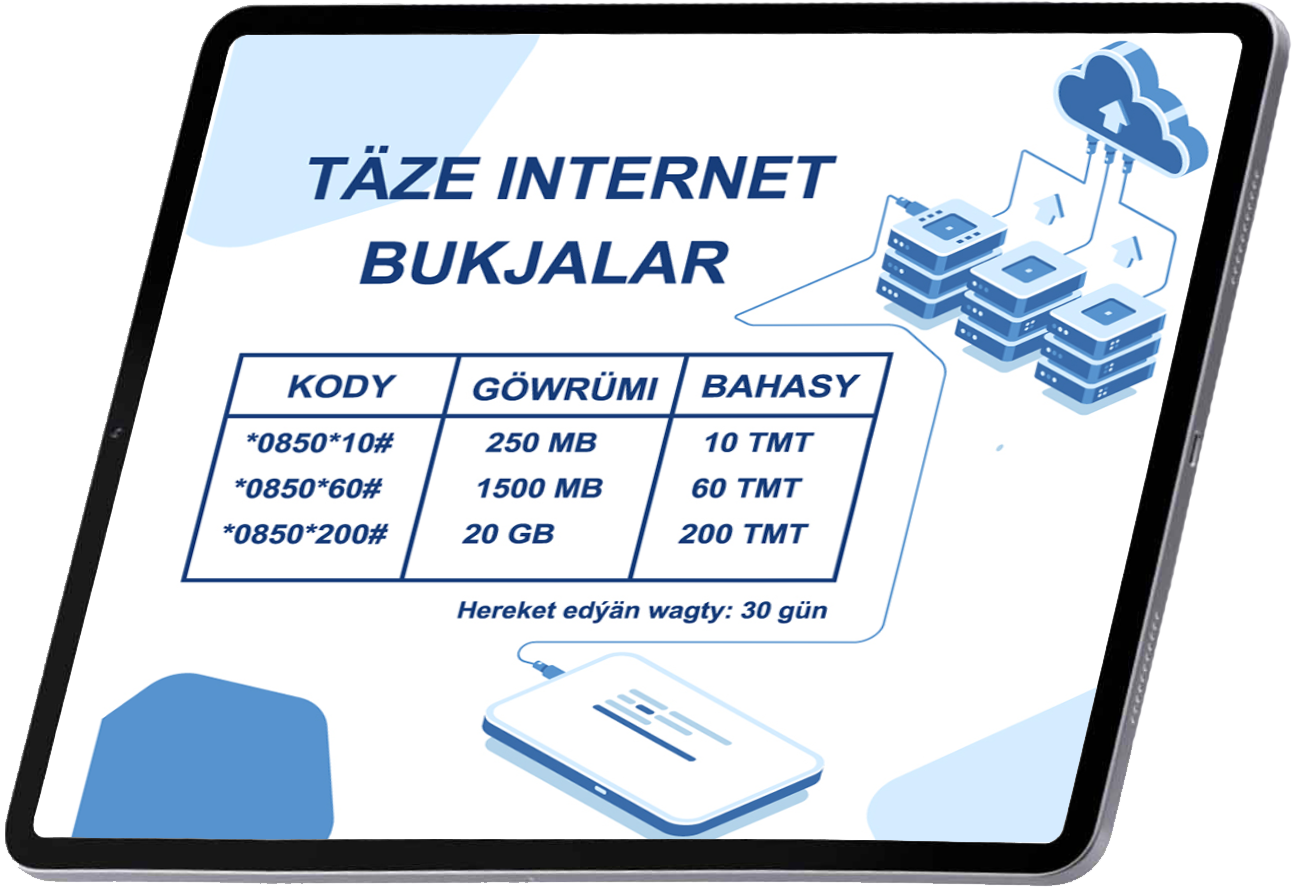 TÄZE INTERNET
BUKJALAR
KODY GÖWRÜMI BAHASY
*0850*10# 250 MB 10 TMT
*0850*60# 1500 MB 60 TMT
*0850*200# 20 GB 200 TMT
Hereket edýän wagty: 30 gün